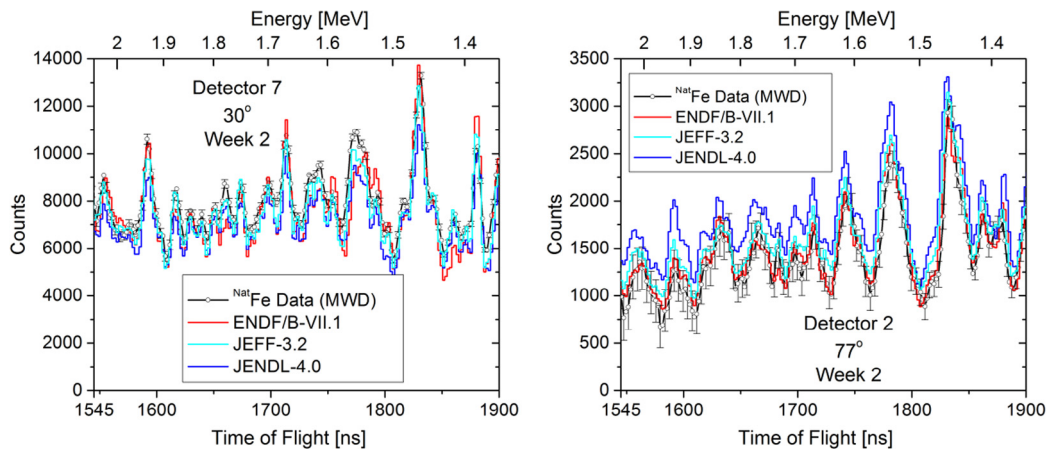 Energy [MeV]
2 1.9 1.8 1.7 1.6 1.5 1.4
14000
12000
10000
8000
6000
4000
2000
0
Counts
Detector 7
30°
Week 2
NatFe Data (MWD)
ENDF/B-VII.1
JEFF-3.2
JENDL-4.0
1545 1600 1700 1800 1900
Time of Flight [ns]
Energy [MeV]
2 1.9 1.8 1.7 1.6 1.5 1.4
3500
3000
2500
2000
1500
1000
500
0
Counts
NatFe Data (MWD)
ENDF/B-VII.1
JEFF-3.2
JENDL-4.0
Detector 2
77°
Week 2
1545 1600 1700 1800 1900
Time of Flight [ns]